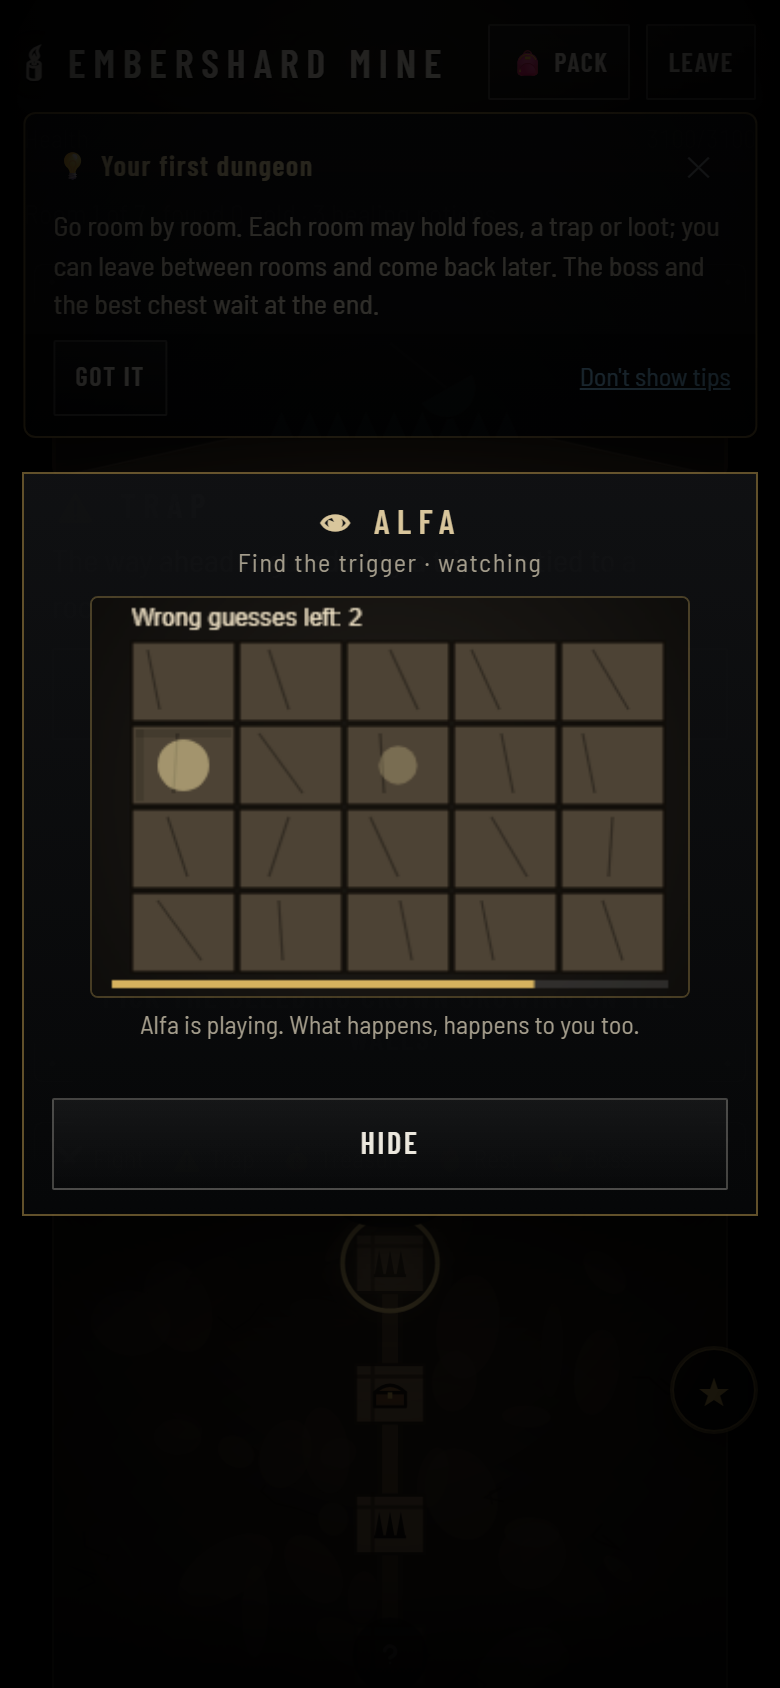 EMBERSHARD MINE
PACK
LEAVE
Your first dungeon
Go room by room. Each room may hold foes, a trap or loot; you
can leave between rooms and come back later. The boss and
the best chest wait at the end.
GOT IT
Don't show tips
ALFA
Find the trigger · watching
Wrong guesses left: 2
Alfa is playing. What happens, happens to you too.
HIDE